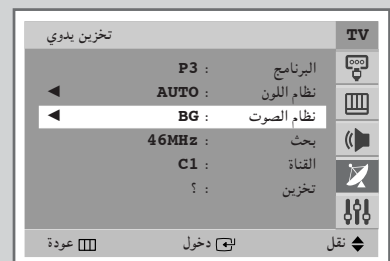 TV تخزين يدوي
البرنامج : P3
نظام اللون : AUTO ◀
نظام الصوت : BG ◀
بحث : 46MHz
القناة : C1
تخزين : ؟
نقل دخول عودة